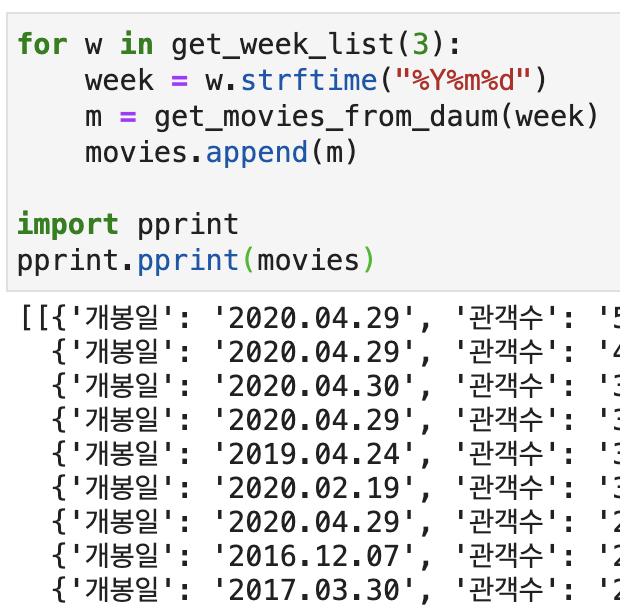 for w in get_week_list(3):
    week = w.strftime("%Y%m%d")
    m = get_movies_from_daum(week)
    movies.append(m)

import pprint
pprint.pprint(movies)
[[{'개봉일': '2020.04.29', '관객수': '5
  {'개봉일': '2020.04.29', '관객수': '4
  {'개봉일': '2020.04.30', '관객수': '3
  {'개봉일': '2020.04.29', '관객수': '3
  {'개봉일': '2019.04.24', '관객수': '3
  {'개봉일': '2020.02.19', '관객수': '3
  {'개봉일': '2020.04.29', '관객수': '2
  {'개봉일': '2016.12.07', '관객수': '2
  {'개봉일': '2017.03.30', '관객수': '2